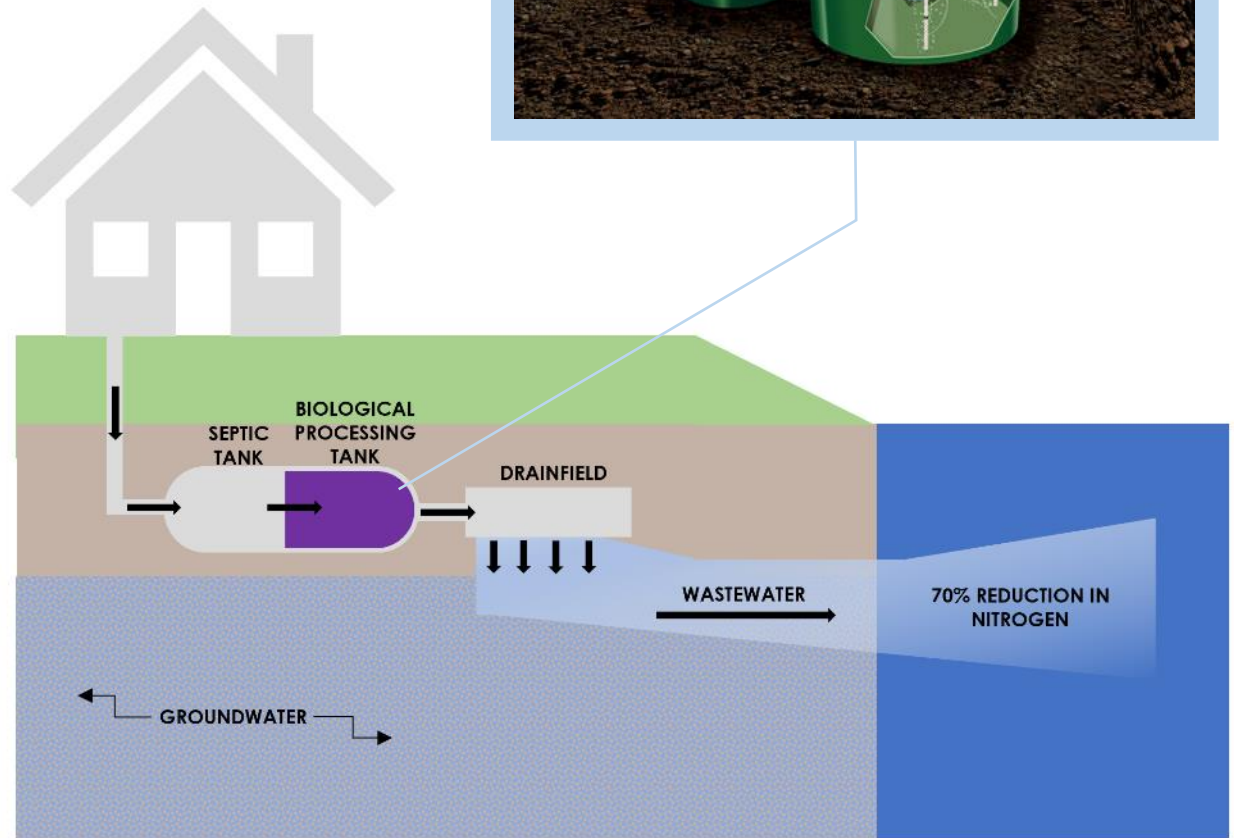 BIOLOGICAL
PROCESSING
TANK
SEPTIC
TANK
DRAINFIELD
WASTEWATER
70% REDUCTION IN
NITROGEN
GROUNDWATER